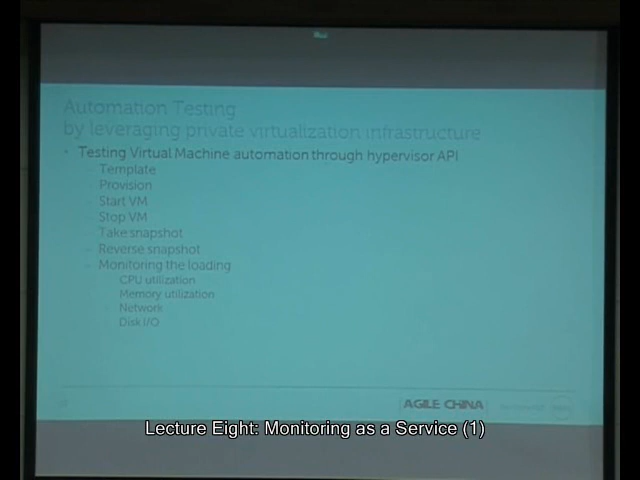 Automation Testing
by leveraging private virtualization infrastructure
• Testing Virtual Machine automation through hypervisor API
– Template
– Provision
– Start VM
– Stop VM
– Take snapshot
– Reverse snapshot
– Monitoring the loading
CPU utilization
Memory utilization
Network
Disk I/O
AGILE CHINA
Lecture Eight: Monitoring as a Service (1)